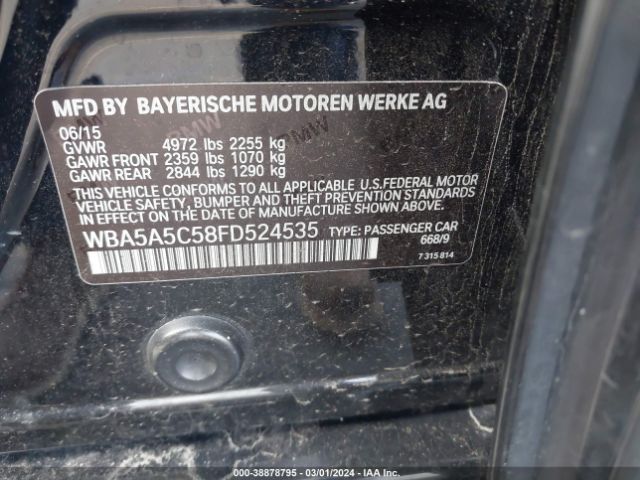 MFD BY BAYERISCHE MOTOREN WERKE AG
06/15
GVWR 4972 lbs 2255 kg
GAWR FRONT 2359 lbs 1070 kg
GAWR REAR 2844 lbs 1290 kg
THIS VEHICLE CONFORMS TO ALL APPLICABLE U.S.FEDERAL MOTOR
VEHICLE SAFETY, BUMPER AND THEFT PREVENTION STANDARDS
IN EFFECT ON THE DATE OF MANUFACTURE SHOWN ABOVE.
WBA5A5C58FD524535 TYPE: PASSENGER CAR
668/9
7 315 814
000-38878795 - 03/01/2024 - IAA Inc.